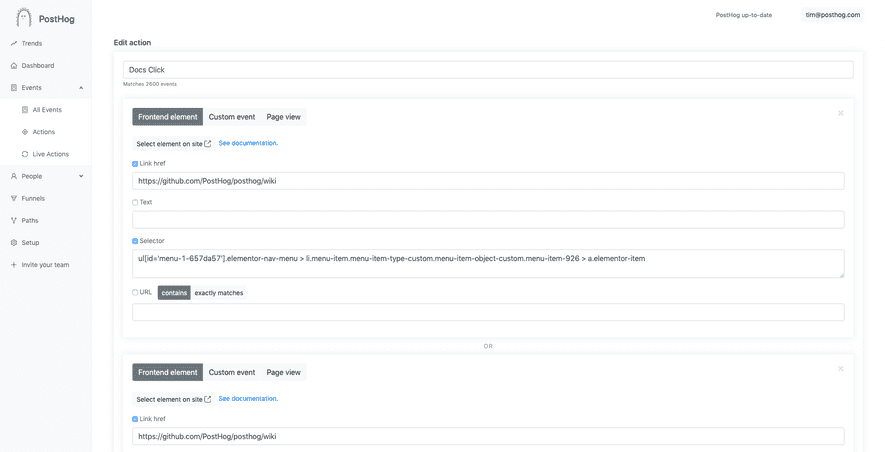 PostHog
PostHog up-to-date
tim@posthog.com
Trends
Dashboard
Events
All Events
Actions
Live Actions
People
Funnels
Paths
Setup
Invite your team
Edit action
Docs Click
Matches 2600 events
Frontend element Custom event Page view
Select element on site See documentation.
Link href
https://github.com/PostHog/posthog/wiki
Text
Selector
ul[id='menu-1-657da57'].elementor-nav-menu > li.menu-item.menu-item-type-custom.menu-item-object-custom.menu-item-926 > a.elementor-item
URL contains exactly matches
OR
Frontend element Custom event Page view
Select element on site See documentation.
Link href
https://github.com/PostHog/posthog/wiki